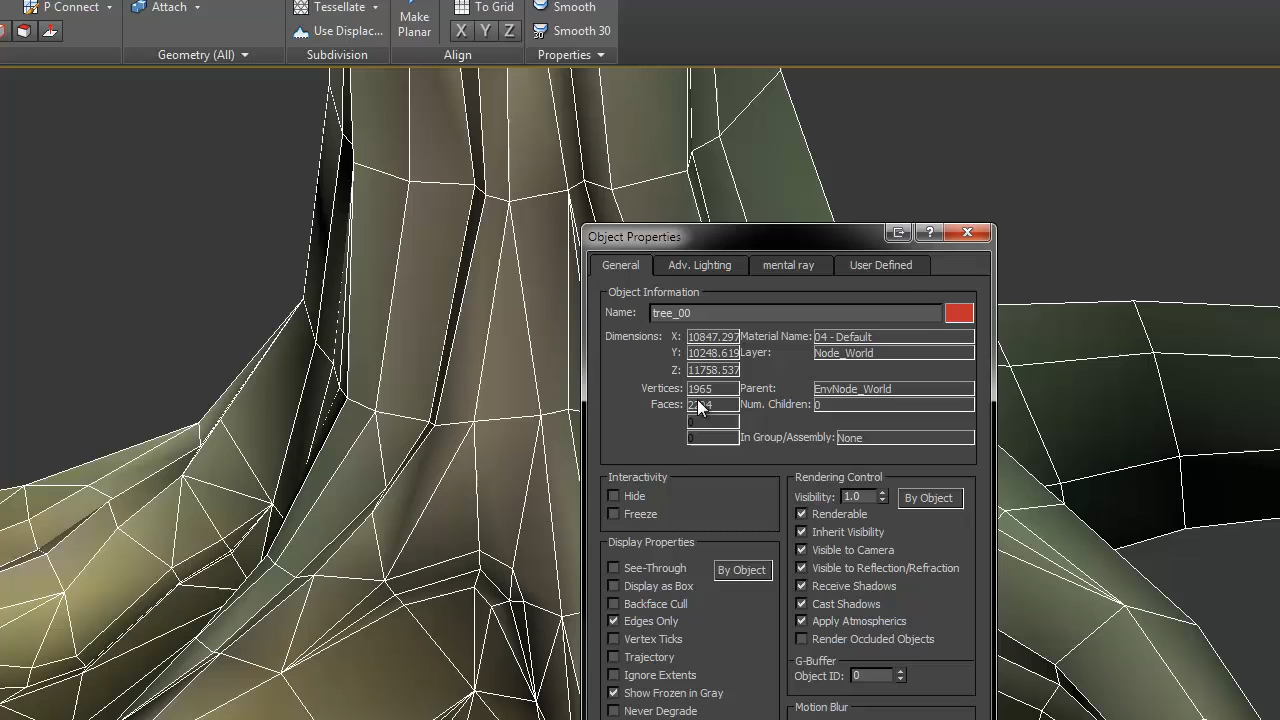 P Connect
Attach
Tessellate
Make
Planar
To Grid
Smooth
Use Displac...
X Y Z
Smooth 30
Geometry (All)
Subdivision
Align
Properties
Object Properties
?
General
Adv. Lighting
mental ray
User Defined
Object Information
Name: tree_00
Dimensions: X: 10847.297 Material Name: 04 - Default
Y: 10248.619 Layer: Node_World
Z: 11758.537
Vertices: 1965 Parent: EnvNode_World
Faces: Num. Children: 0
0
0 In Group/Assembly: None
Interactivity
Hide
Freeze
Rendering Control
Visibility: 1.0 By Object
Renderable
Inherit Visibility
Visible to Camera
Visible to Reflection/Refraction
Receive Shadows
Cast Shadows
Apply Atmospherics
Render Occluded Objects
Display Properties
See-Through By Object
Display as Box
Backface Cull
Edges Only
Vertex Ticks
Trajectory
Ignore Extents
Show Frozen in Gray
Never Degrade
G-Buffer
Object ID: 0
Motion Blur